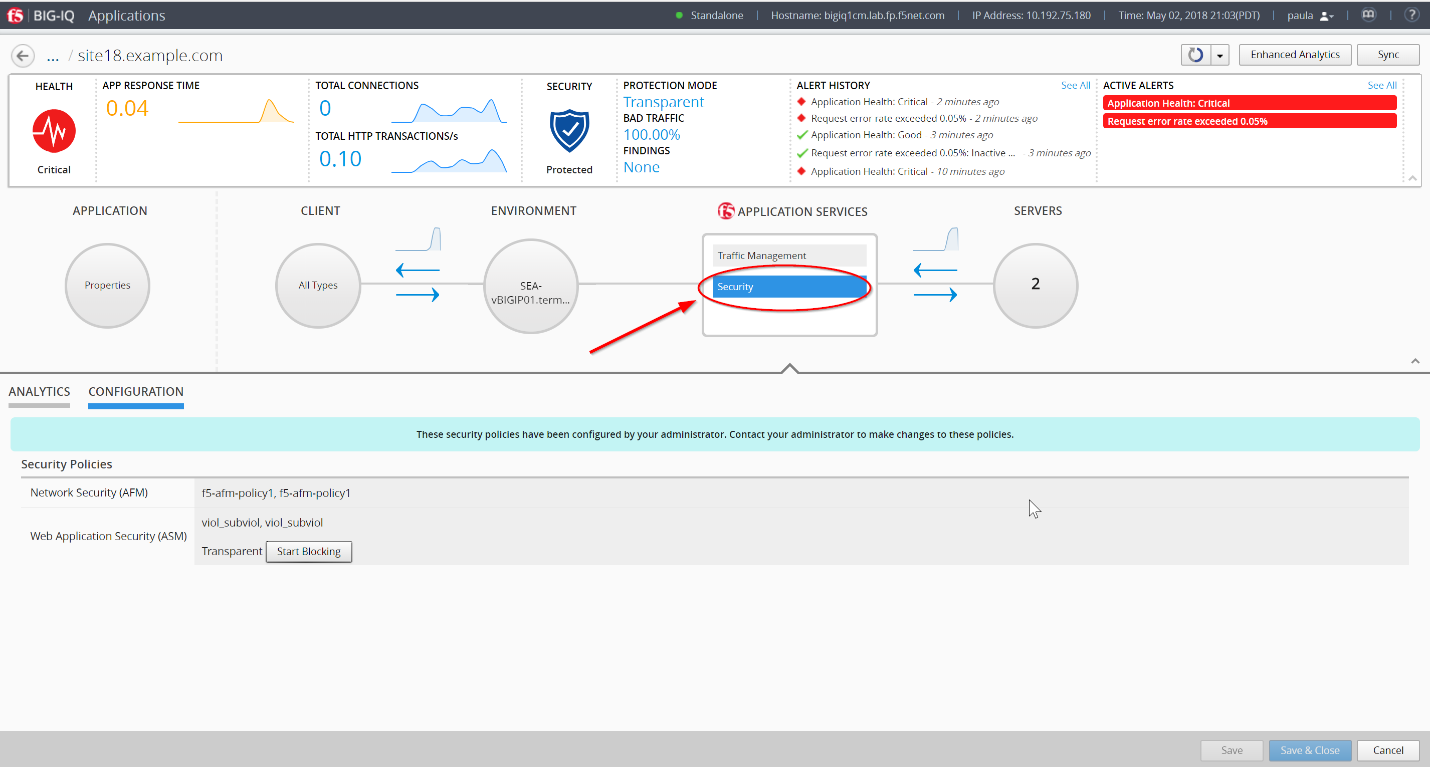 f5 BIG-IQ Applications Standalone Hostname: bigiq1cm.lab.fp.f5net.com IP Address: 10.192.75.180 Time: May 02, 2018 21:03(PDT) paula ?
... / site18.example.com Enhanced Analytics Sync
HEALTH
Critical
APP RESPONSE TIME
0.04
TOTAL CONNECTIONS
0
TOTAL HTTP TRANSACTIONS/s
0.10
SECURITY
Protected
PROTECTION MODE
Transparent
BAD TRAFFIC
100.00%
FINDINGS
None
ALERT HISTORY See All
Application Health: Critical - 2 minutes ago
Request error rate exceeded 0.05% - 2 minutes ago
Application Health: Good - 3 minutes ago
Request error rate exceeded 0.05%: Inactive ... 3 minutes ago
Application Health: Critical - 10 minutes ago
ACTIVE ALERTS See All
Application Health: Critical
Request error rate exceeded 0.05%
APPLICATION
Properties
CLIENT
All Types
ENVIRONMENT
SEA-
vBIGIP01.term...
f5 APPLICATION SERVICES
Traffic Management
Security
SERVERS
2
ANALYTICS CONFIGURATION
These security policies have been configured by your administrator. Contact your administrator to make changes to these policies.
Security Policies
Network Security (AFM) f5-afm-policy1, f5-afm-policy1
Web Application Security (ASM) viol_subviol, viol_subviol
Transparent Start Blocking
Save Save & Close Cancel